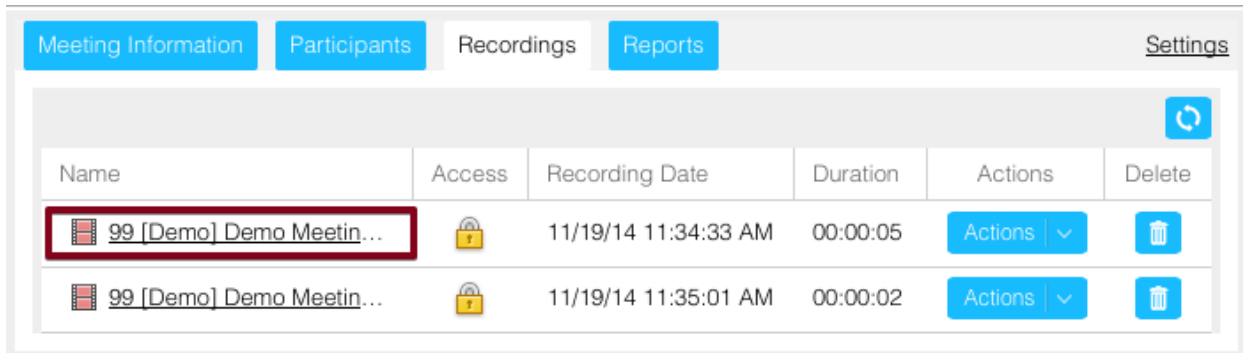 Meeting Information Participants Recordings Reports Settings
Name Access Recording Date Duration Actions Delete
99 [Demo] Demo Meetin... 11/19/14 11:34:33 AM 00:00:05 Actions
99 [Demo] Demo Meetin... 11/19/14 11:35:01 AM 00:00:02 Actions